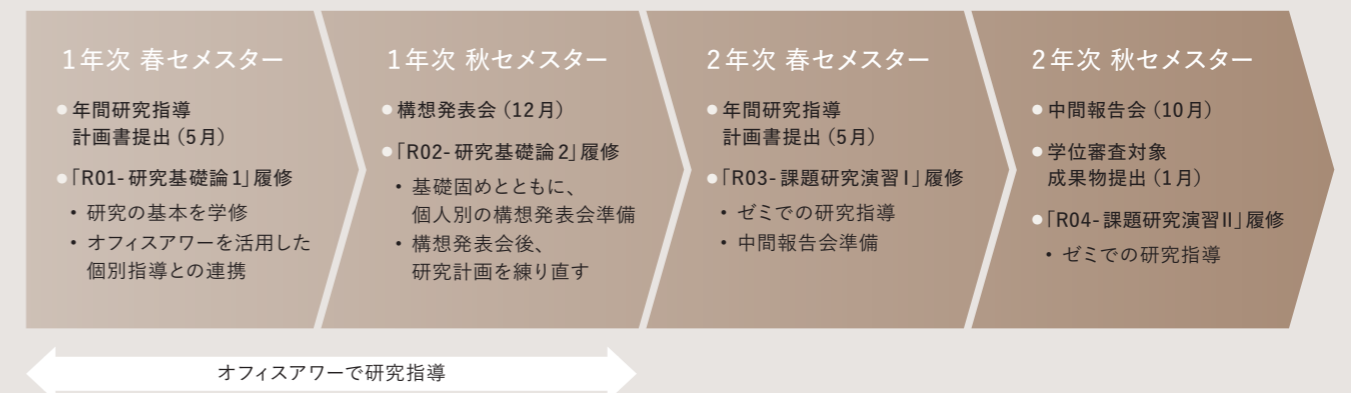 1年次 春セメスター
●年間研究指導
計画書提出（5月）
●「R01-研究基礎論1」履修
・研究の基本を学修
・オフィスアワーを活用した
個別指導との連携
1年次 秋セメスター
●構想発表会（12月）
●「R02-研究基礎論2」履修
・基礎固めとともに、
個人別の構想発表会準備
・構想発表会後、
研究計画を練り直す
2年次 春セメスター
●年間研究指導
計画書提出（5月）
●「R03-課題研究演習I」履修
・ゼミでの研究指導
・中間報告会準備
2年次 秋セメスター
●中間報告会（10月）
●学位審査対象
成果物提出（1月）
●「R04-課題研究演習II」履修
・ゼミでの研究指導
オフィスアワーで研究指導